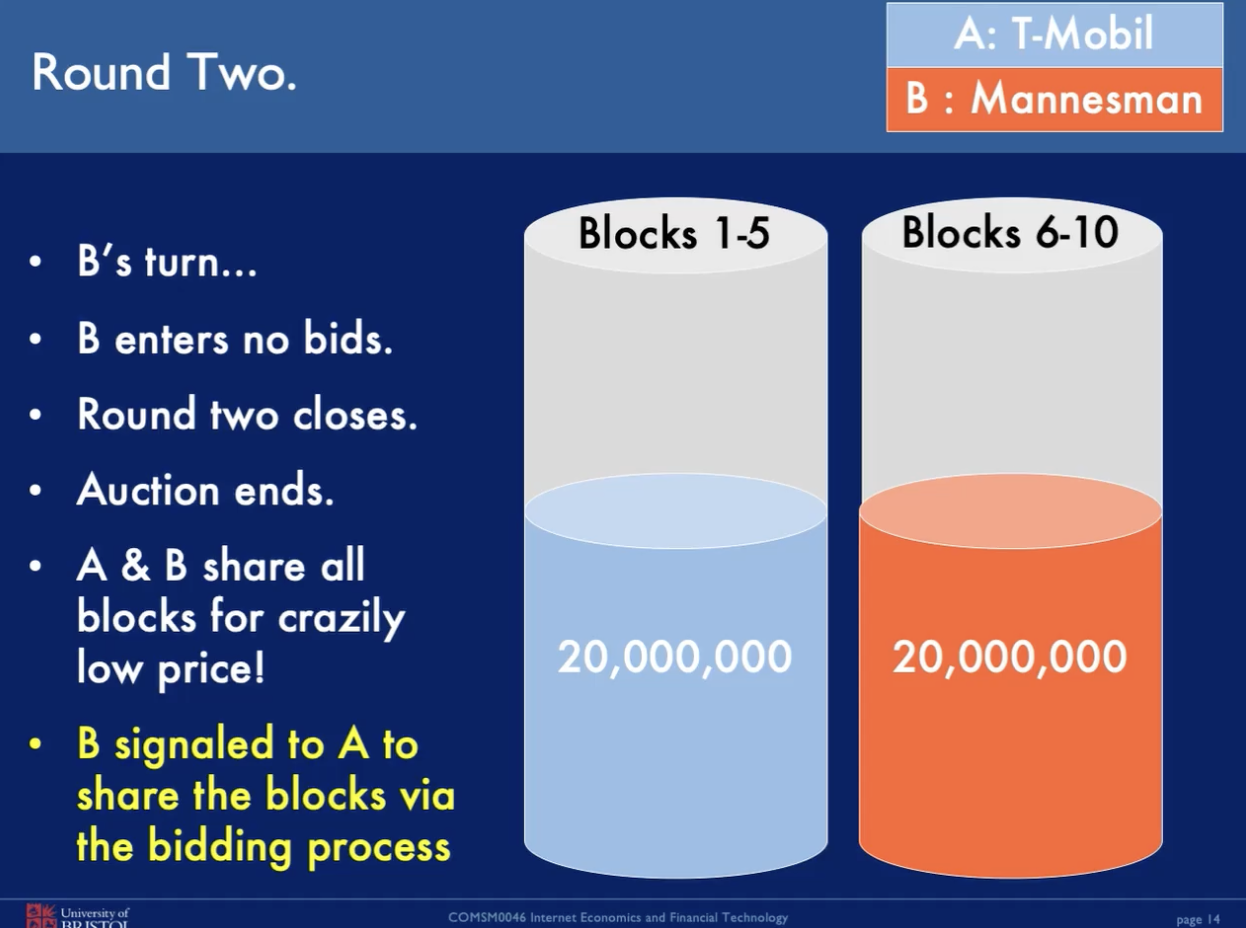 Round Two.
A: T-Mobil
B : Mannesman
• B’s turn...
• B enters no bids.
• Round two closes.
• Auction ends.
• A & B share all
blocks for crazily
low price!
• B signaled to A to
share the blocks via
the bidding process
Blocks 1-5
Blocks 6-10
20,000,000
20,000,000
University of
BRISTOL
COMSM0046 Internet Economics and Financial Technology
page 14